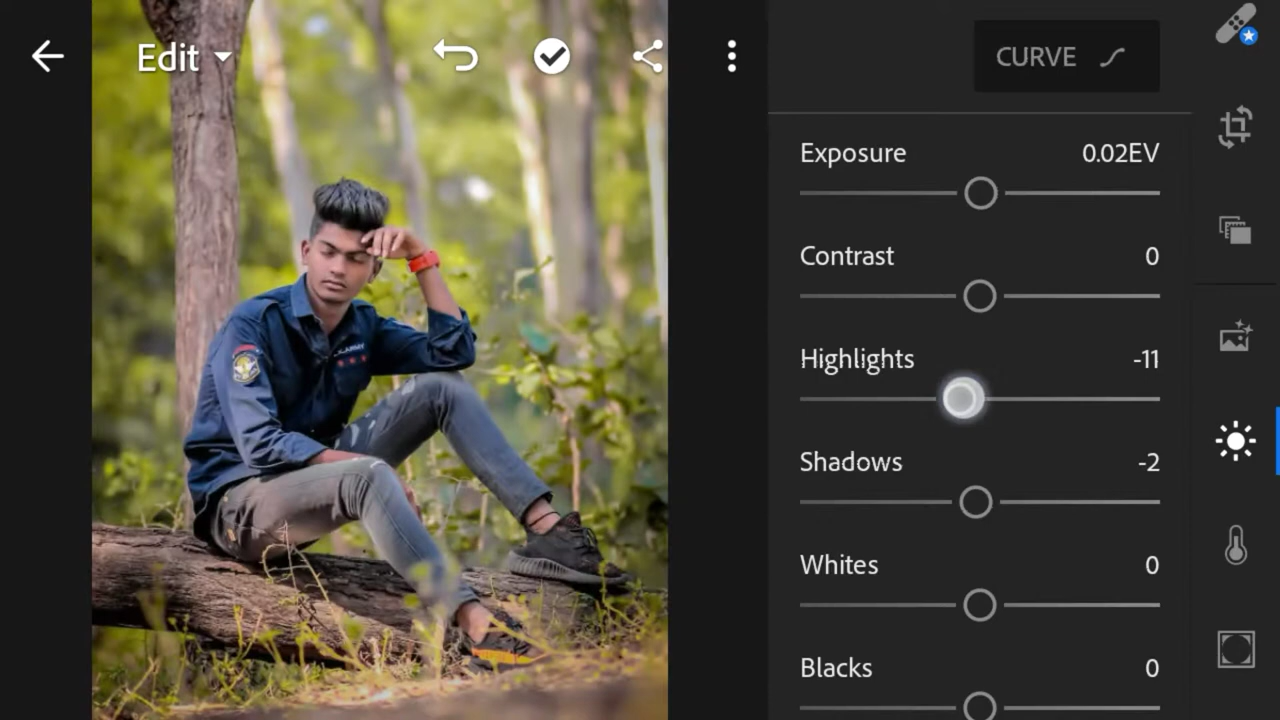 Edit
CURVE
Exposure 0.02EV
Contrast 0
Highlights -11
Shadows -2
Whites 0
Blacks 0